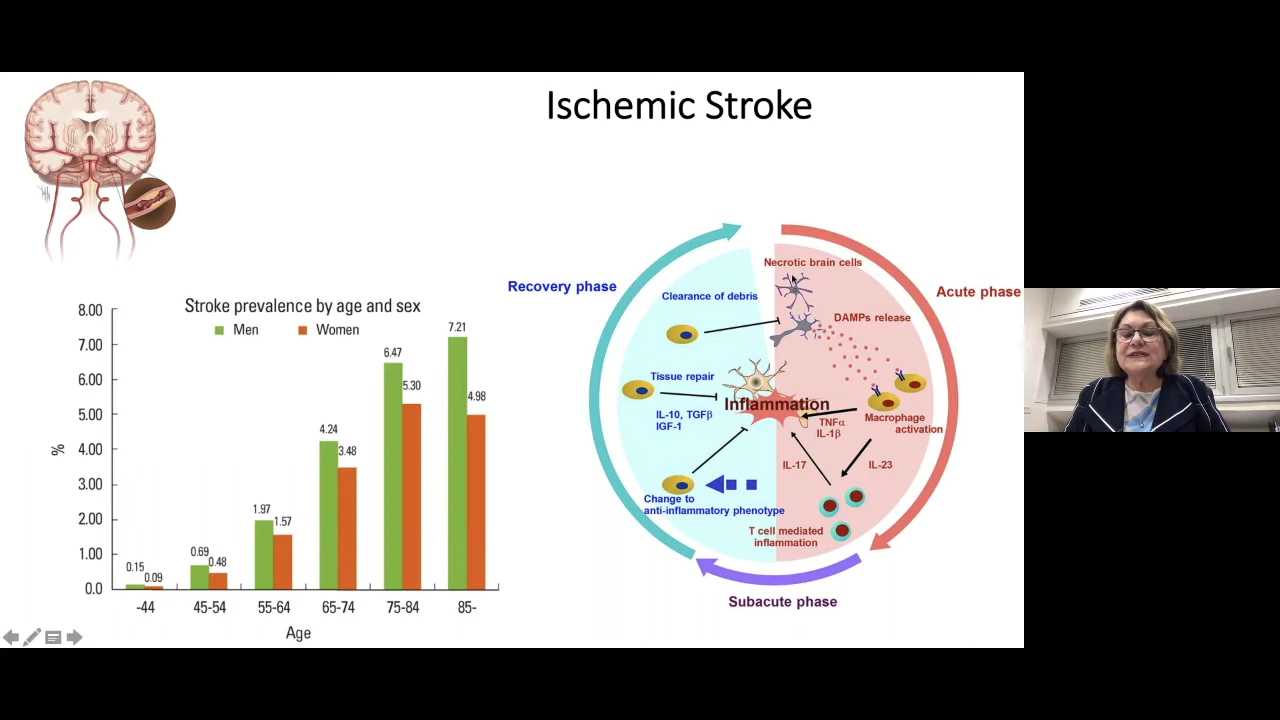 Ischemic Stroke
Stroke prevalence by age and sex
Men
Women
8.00
7.00
6.00
5.00
4.00
3.00
2.00
1.00
0.0
%
0.15
0.09
0.69
0.48
1.97
1.57
4.24
3.48
6.47
5.30
7.21
4.98
-44
45-54
55-64
65-74
75-84
85-
Age
Recovery phase
Acute phase
Subacute phase
Necrotic brain cells
DAMPs release
Macrophage
activation
TNFα
IL-1β
IL-23
IL-17
T cell mediated
inflammation
Inflammation
Clearance of debris
Tissue repair
IL-10, TGFβ
IGF-1
Change to
anti-inflammatory phenotype